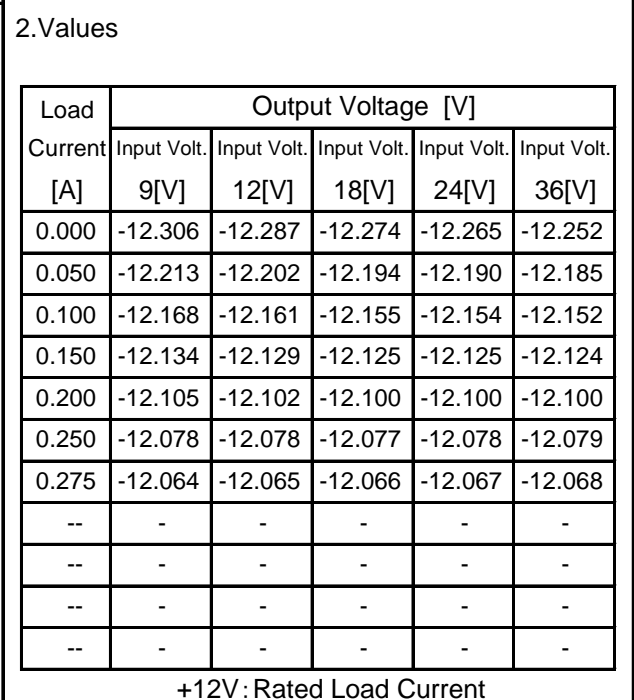 2.Values
Load Output Voltage [V]
Current Input Volt. Input Volt. Input Volt. Input Volt. Input Volt.
[A] 9[V] 12[V] 18[V] 24[V] 36[V]
0.000 -12.306 -12.287 -12.274 -12.265 -12.252
0.050 -12.213 -12.202 -12.194 -12.190 -12.185
0.100 -12.168 -12.161 -12.155 -12.154 -12.152
0.150 -12.134 -12.129 -12.125 -12.125 -12.124
0.200 -12.105 -12.102 -12.100 -12.100 -12.100
0.250 -12.078 -12.078 -12.077 -12.078 -12.079
0.275 -12.064 -12.065 -12.066 -12.067 -12.068
-- - - - - -
-- - - - - -
-- - - - - -
-- - - - - -
+12V:Rated Load Current